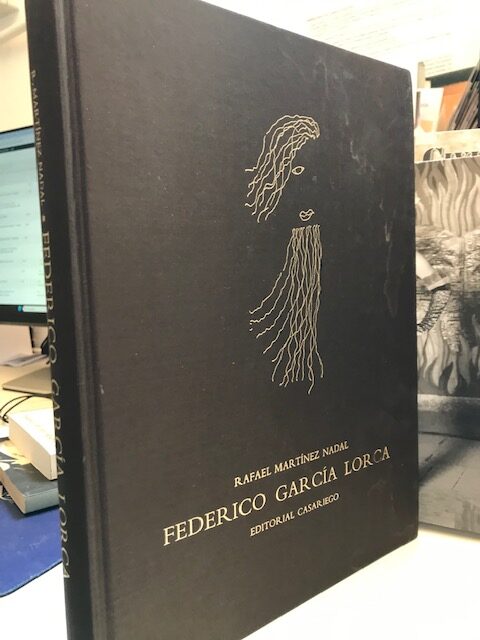 RAFAEL MARTÍNEZ NADAL
FEDERICO GARCÍA LORCA
EDITORIAL CASARIEGO
R. MARTÍNEZ NADAL • FEDERICO GARCÍA LORCA